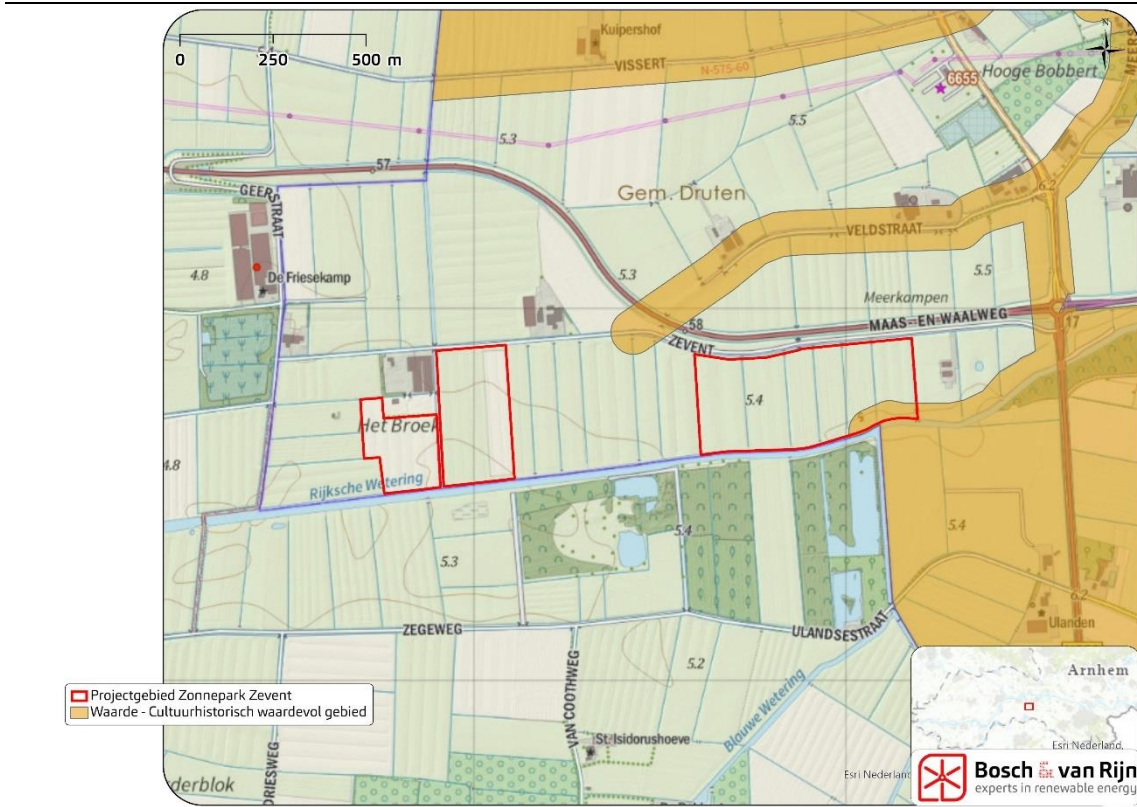 Kuipershof
0 250 500 m
VISSERT
N-575-60
6655
Hooge Bobbert
N
5.5
5.3
57
GEERSTRAAT
Gem. Druten
6.2
VELDSTRAAT
4.8
De Friesekamp
5.3
5.5
Meerkampen
58
MAAS- EN WAALWEG
17
ZEVENT
5.4
Het Broek
4.8
Rijksche Wetering
5.4
5.4
5.3
6.2
ZEGEWEG
ULANDSESTRAAT
Ulanden
5.2
VAN COOTHWEG
Blauwe Wetering
Arnhem
Projectgebied Zonnepark Zevent
Waarde - Cultuurhistorisch waardevol gebied
St. Isidorushoeve
Esri Nederland,
DRIESWEG
derblok
Esri Nederland
Bosch & van Rijn
experts in renewable energy